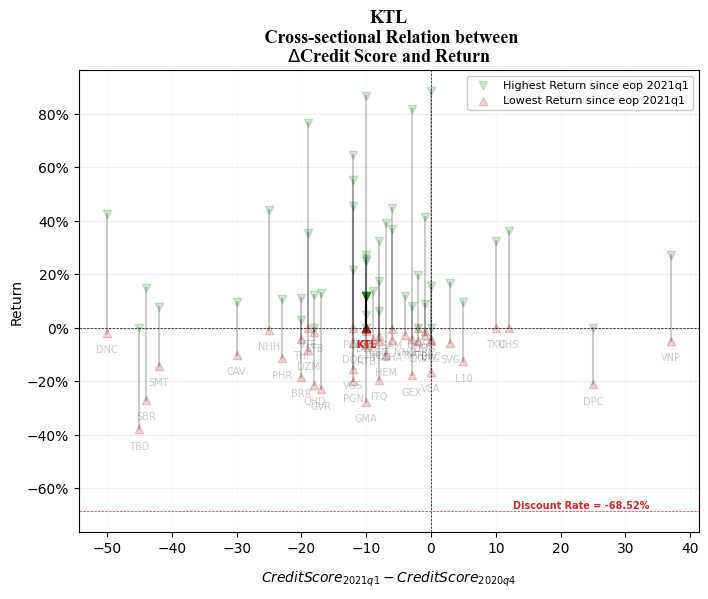 KTL
Cross-sectional Relation between
ΔCredit Score and Return
Highest Return since eop 2021q1
Lowest Return since eop 2021q1
Return
80%
60%
40%
20%
0%
−20%
−40%
−60%
DNC
TBD
SBR
SMT
CAV
NHH
PHR
DZM
BRR
QHD
GVR
VGS
PGN
KTL
GMA
ITQ
HEM
GEX
VEA
SVG
L10
TKU
CHS
DPC
VNP
Discount Rate = -68.52%
−50
−40
−30
−20
−10
0
10
20
30
40
CreditScore2021q1 − CreditScore2020q4